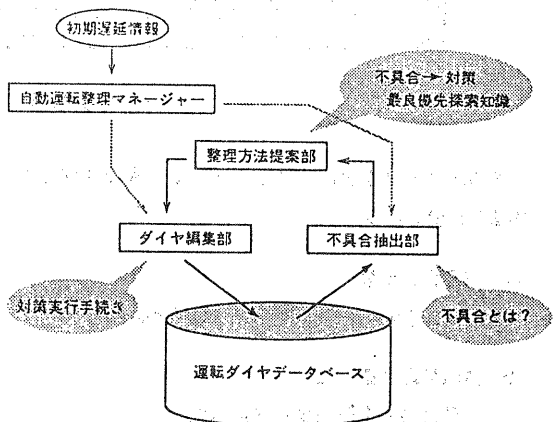 初期遅延情報
自動運転整理マネージャー
不具合→対策
最良優先探索知識
整理方法提案部
ダイヤ編集部
不具合抽出部
対策実行手続き
不具合とは?
運転ダイヤデータベース